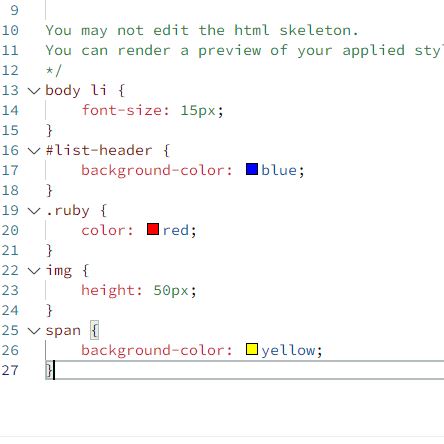 9
10 You may not edit the html skeleton.
11 You can render a preview of your applied
12 */
13 body li {
14 font-size: 15px;
15 }
16 #list-header {
17 background-color: blue;
18 }
19 .ruby {
20 color: red;
21 }
22 img {
23 height: 50px;
24 }
25 span {
26 background-color: yellow;
27 }